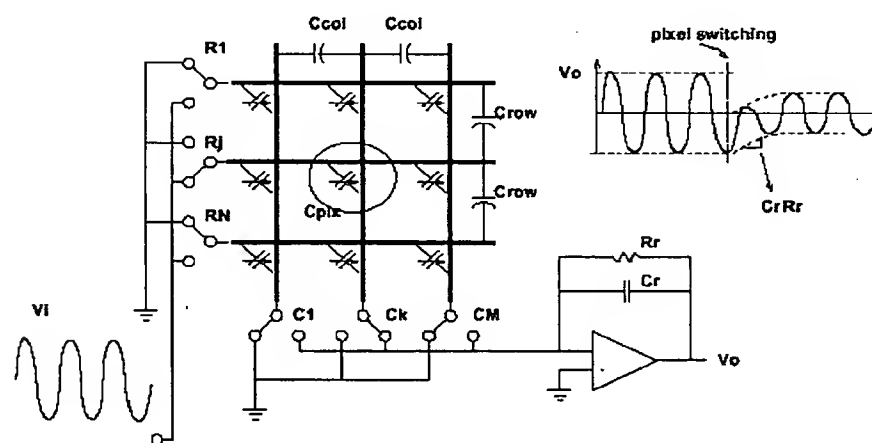 Ccol
Ccol
R1
Crow
Rj
Crow
Cpix
RN
C1
Ck
CM
Vi
Rr
Cr
Vo
pixel switching
Vo
CrRr